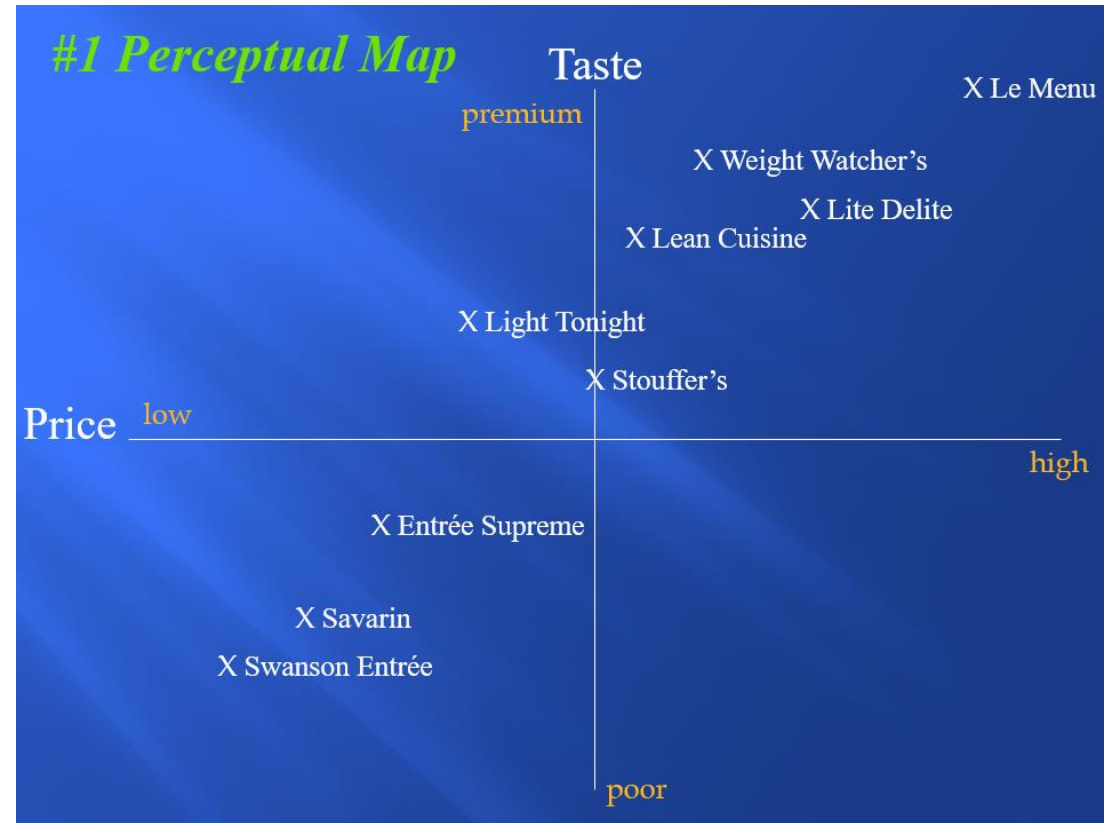 #1 Perceptual Map
Taste
premium
X Le Menu
X Weight Watcher’s
X Lite Delite
X Lean Cuisine
X Light Tonight
X Stouffer’s
Price
low
high
X Entrée Supreme
X Savarin
X Swanson Entrée
poor